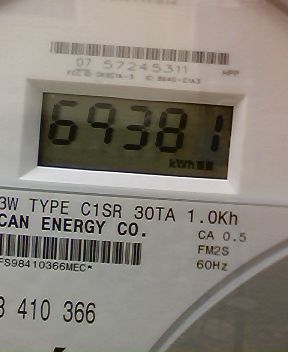 07 57245311
HPP
69381
kWh
3W TYPE C1SR 30TA 1.0Kh
CAN ENERGY CO.
CA 0.5
FM2S
60Hz
FS98410366MEC*
410 366